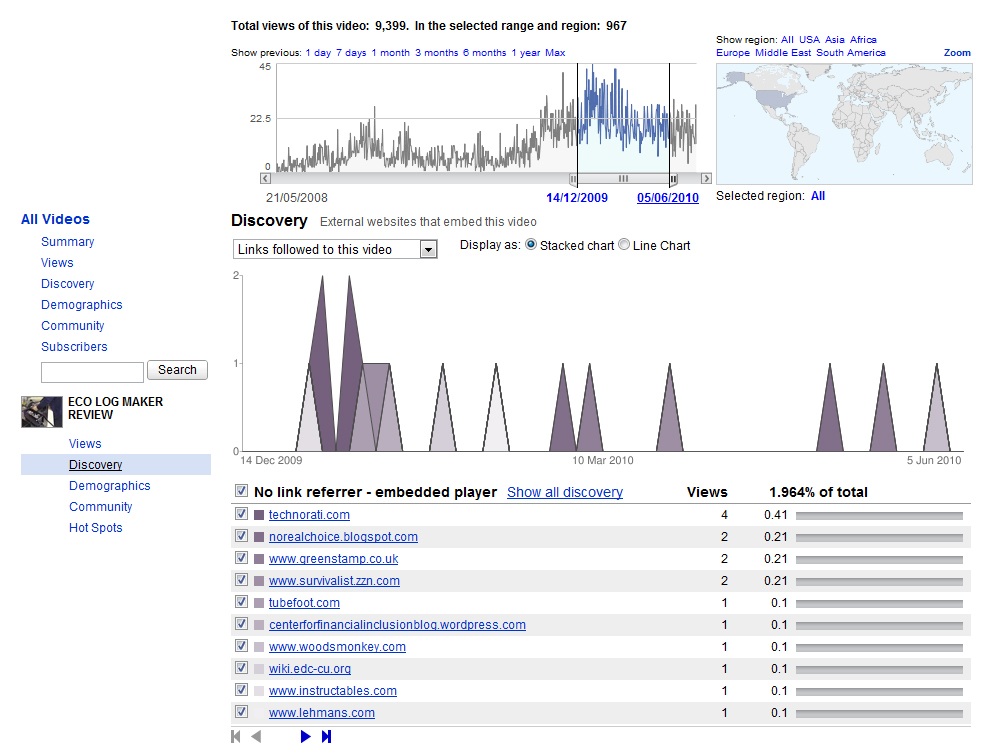 Total views of this video: 9,399. In the selected range and region: 967
Show previous: 1 day 7 days 1 month 3 months 6 months 1 year Max
45
22.5
0
21/05/2008 14/12/2009 05/06/2010
Show region: All USA Asia Africa
Europe Middle East South America Zoom
Selected region: All
All Videos
Summary
Views
Discovery
Demographics
Community
Subscribers
Search
ECO LOG MAKER
REVIEW
Views
Discovery
Demographics
Community
Hot Spots
Discovery External websites that embed this video
Links followed to this video Display as: Stacked chart Line Chart
2
1
0
14 Dec 2009 10 Mar 2010 5 Jun 2010
No link referrer - embedded player Show all discovery Views 1.964% of total
technorati.com 4 0.41
norealchoice.blogspot.com 2 0.21
www.greenstamp.co.uk 2 0.21
www.survivalist.zzn.com 2 0.21
tubefoot.com 1 0.1
centerforfinancialinclusionblog.wordpress.com 1 0.1
www.woodsmonkey.com 1 0.1
wiki.edc-cu.org 1 0.1
www.instructables.com 1 0.1
www.lehmans.com 1 0.1